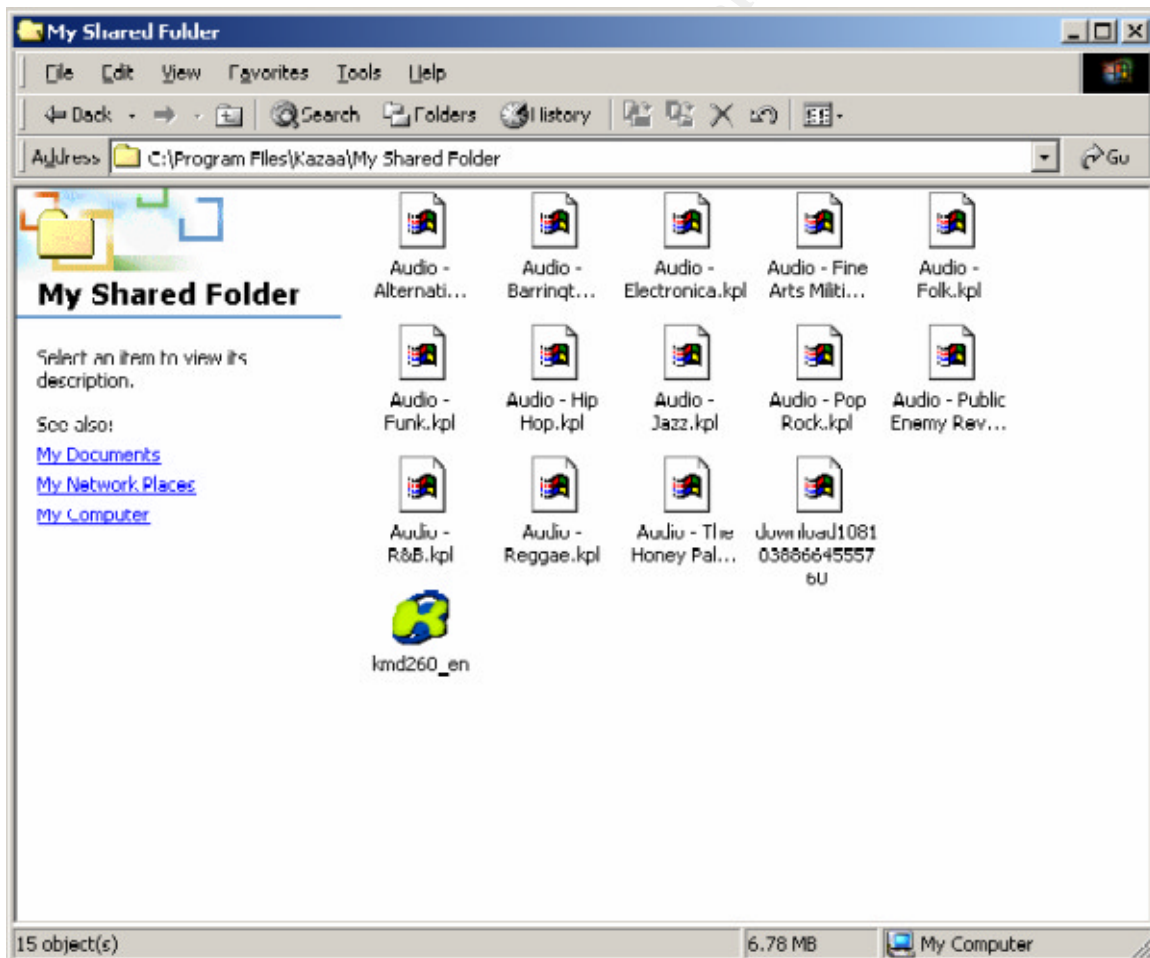 My Shared Folder
File Edit View Favorites Tools Help
Back Search Folders History
Address C:\Program Files\Kazaa\My Shared Folder Go
My Shared Folder
Select an item to view its
description.
See also:
My Documents
My Network Places
My Computer
Audio -
Alternati...
Audio -
Barringt...
Audio -
Electronica.kpl
Audio - Fine
Arts Militi...
Audio -
Folk.kpl
Audio -
Funk.kpl
Audio - Hip
Hop.kpl
Audio -
Jazz.kpl
Audio - Pop
Rock.kpl
Audio - Public
Enemy Rev...
Audio -
R&B.kpl
Audio -
Reggae.kpl
Audio - The
Honey Pal...
download1081
03886645557
60
kmd260_en
15 object(s) 6.78 MB My Computer